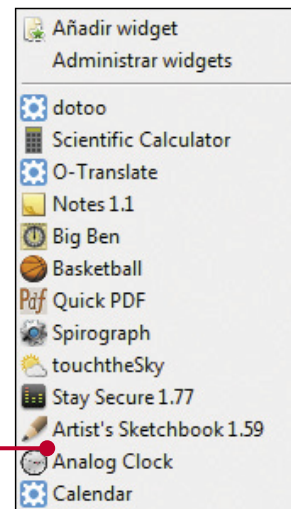 Añadir widget
Administrar widgets
dotoo
Scientific Calculator
O-Translate
Notes 1.1
Big Ben
Basketball
Quick PDF
Spirograph
touchtheSky
Stay Secure 1.77
Artist's Sketchbook 1.59
Analog Clock
Calendar